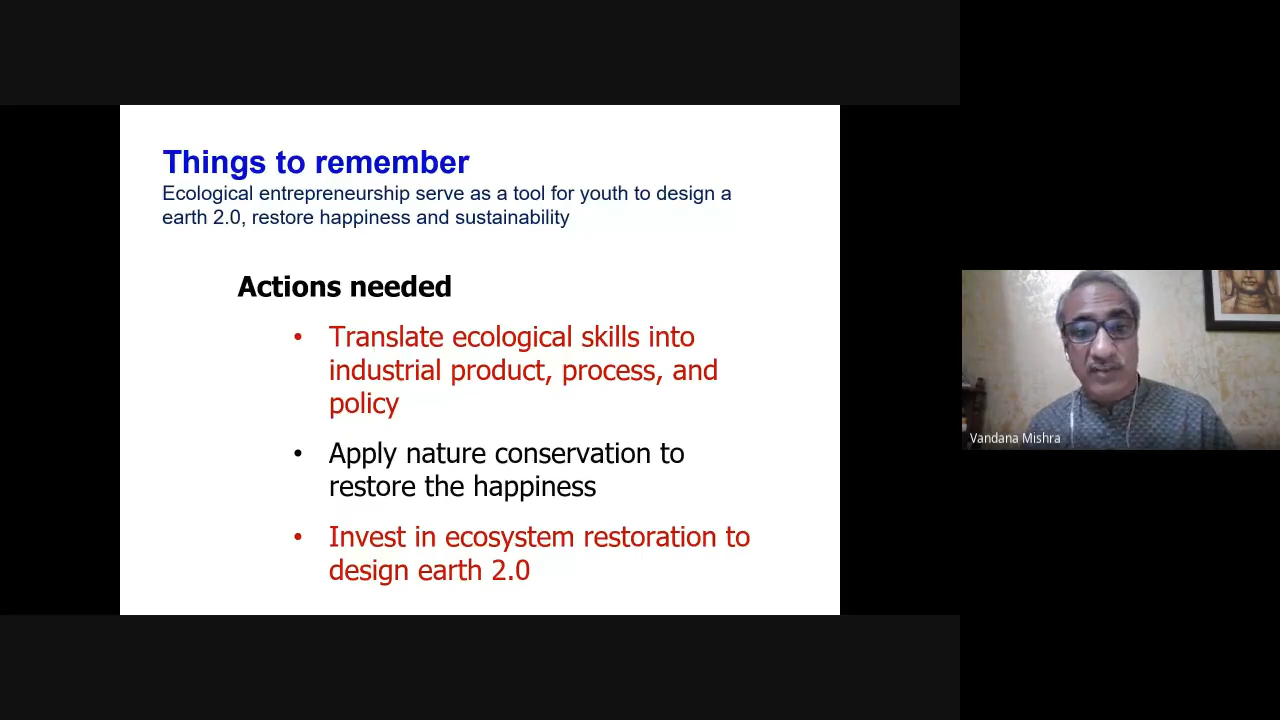 Things to remember
Ecological entrepreneurship serve as a tool for youth to design a
earth 2.0, restore happiness and sustainability
Actions needed
• Translate ecological skills into
industrial product, process, and
policy
• Apply nature conservation to
restore the happiness
• Invest in ecosystem restoration to
design earth 2.0
Vandana Mishra